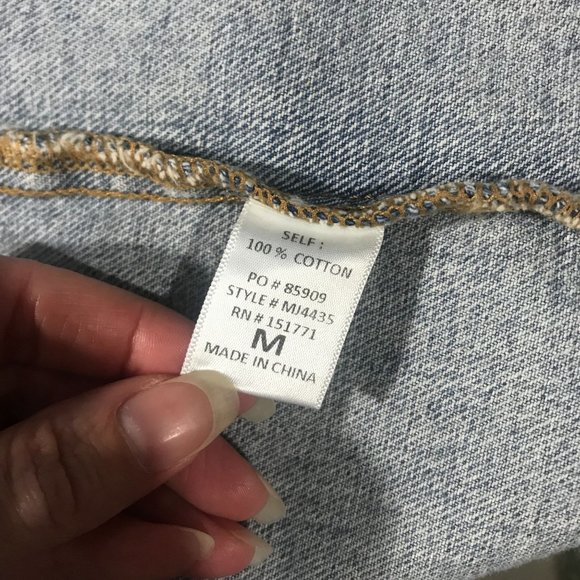 SELF :
100 % COTTON
PO # 85909
STYLE # MJ4435
RN # 151771
M
MADE IN CHINA